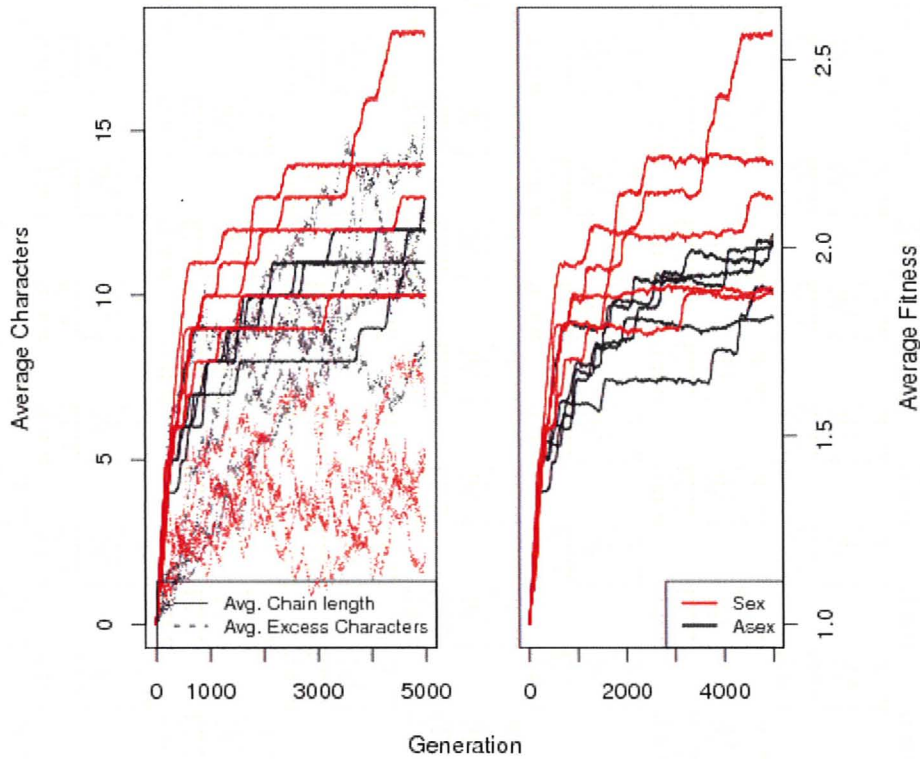 Average Characters
15
10
5
0
Avg. Chain length
Avg. Excess Characters
0 1000 3000 5000
Sex
Asex
0 2000 4000
2.5
2.0
1.5
1.0
Average Fitness
Generation